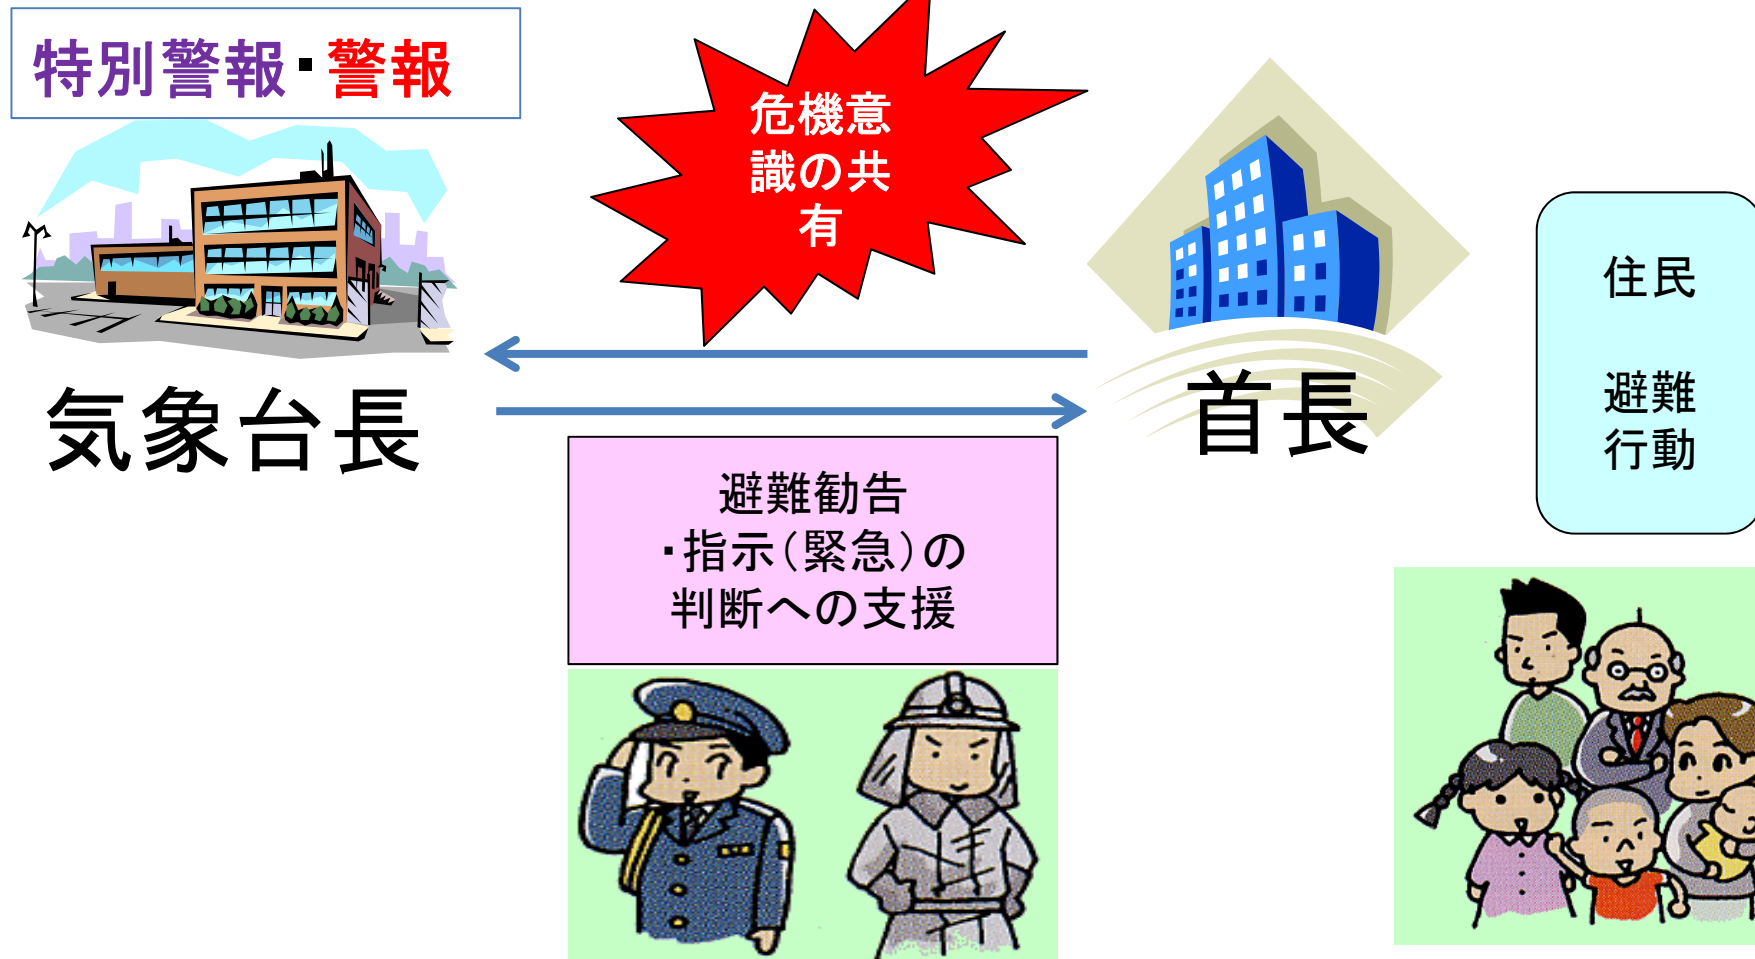 特別警報・警報
危機意
識の共
有
気象台長
首長
避難勧告
・指示(緊急)の
判断への支援
住民
避難
行動